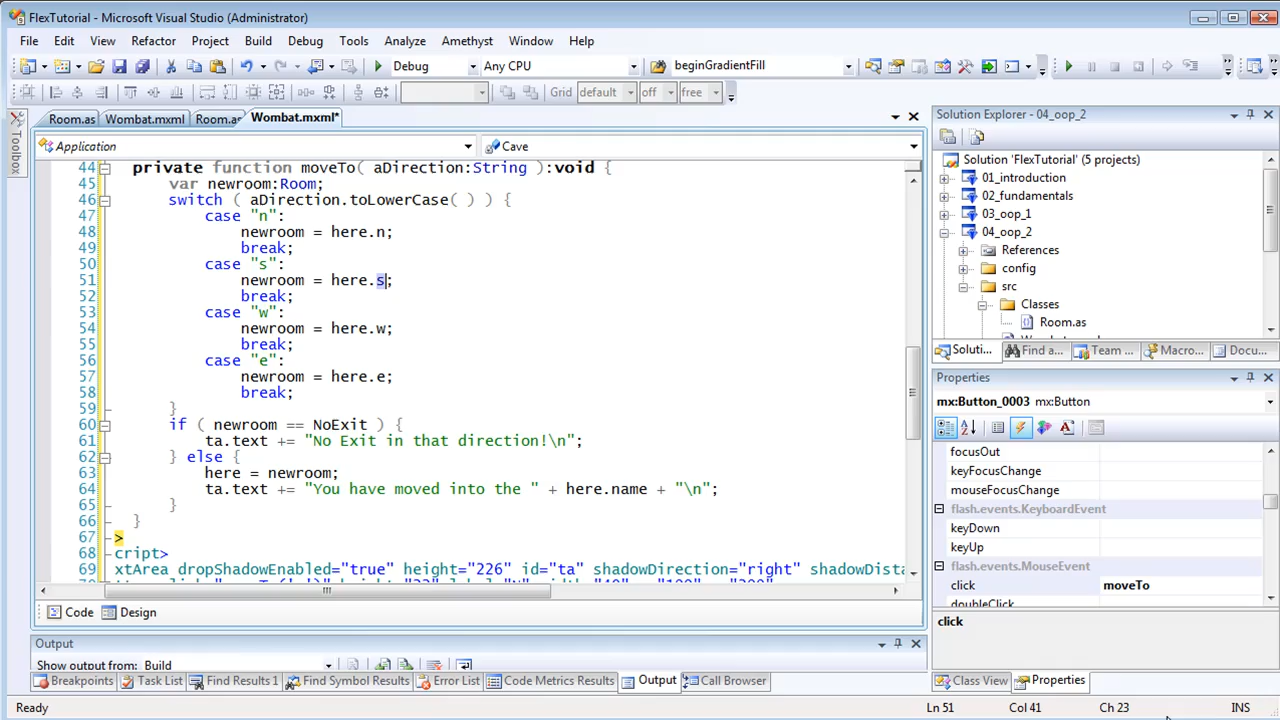 FlexTutorial - Microsoft Visual Studio (Administrator)
File Edit View Refactor Project Build Debug Tools Analyze Amethyst Window Help
Debug Any CPU beginGradientFill
Grid default off free
Toolbox
Room.as Wombat.mxml Room.as Wombat.mxml*
Application Cave
44 private function moveTo( aDirection:String ):void {
45 var newroom:Room;
46 switch ( aDirection.toLowerCase( ) ) {
47 case "n":
48 newroom = here.n;
49 break;
50 case "s":
51 newroom = here.s;
52 break;
53 case "w":
54 newroom = here.w;
55 break;
56 case "e":
57 newroom = here.e;
58 break;
59 }
60 if ( newroom == NoExit ) {
61 ta.text += "No Exit in that direction!\n";
62 } else {
63 here = newroom;
64 ta.text += "You have moved into the " + here.name + "\n";
65 }
66 }
67 >
68 cript>
69 xtArea dropShadowEnabled="true" height="226" id="ta" shadowDirection="right" shadowDista
Code Design
Output
Show output from: Build
Breakpoints Task List Find Results 1 Find Symbol Results Error List Code Metrics Results Output Call Browser
Solution Explorer - 04_oop_2
Solution 'FlexTutorial' (5 projects)
01_introduction
02_fundamentals
03_oop_1
04_oop_2
References
config
src
Classes
Room.as
Soluti... Find a... Team ... Macro... Docu...
Properties
mx:Button_0003 mx:Button
focusOut
keyFocusChange
mouseFocusChange
flash.events.KeyboardEvent
keyDown
keyUp
flash.events.MouseEvent
click moveTo
doubleClick
click
Class View Properties
Ready Ln 51 Col 41 Ch 23 INS